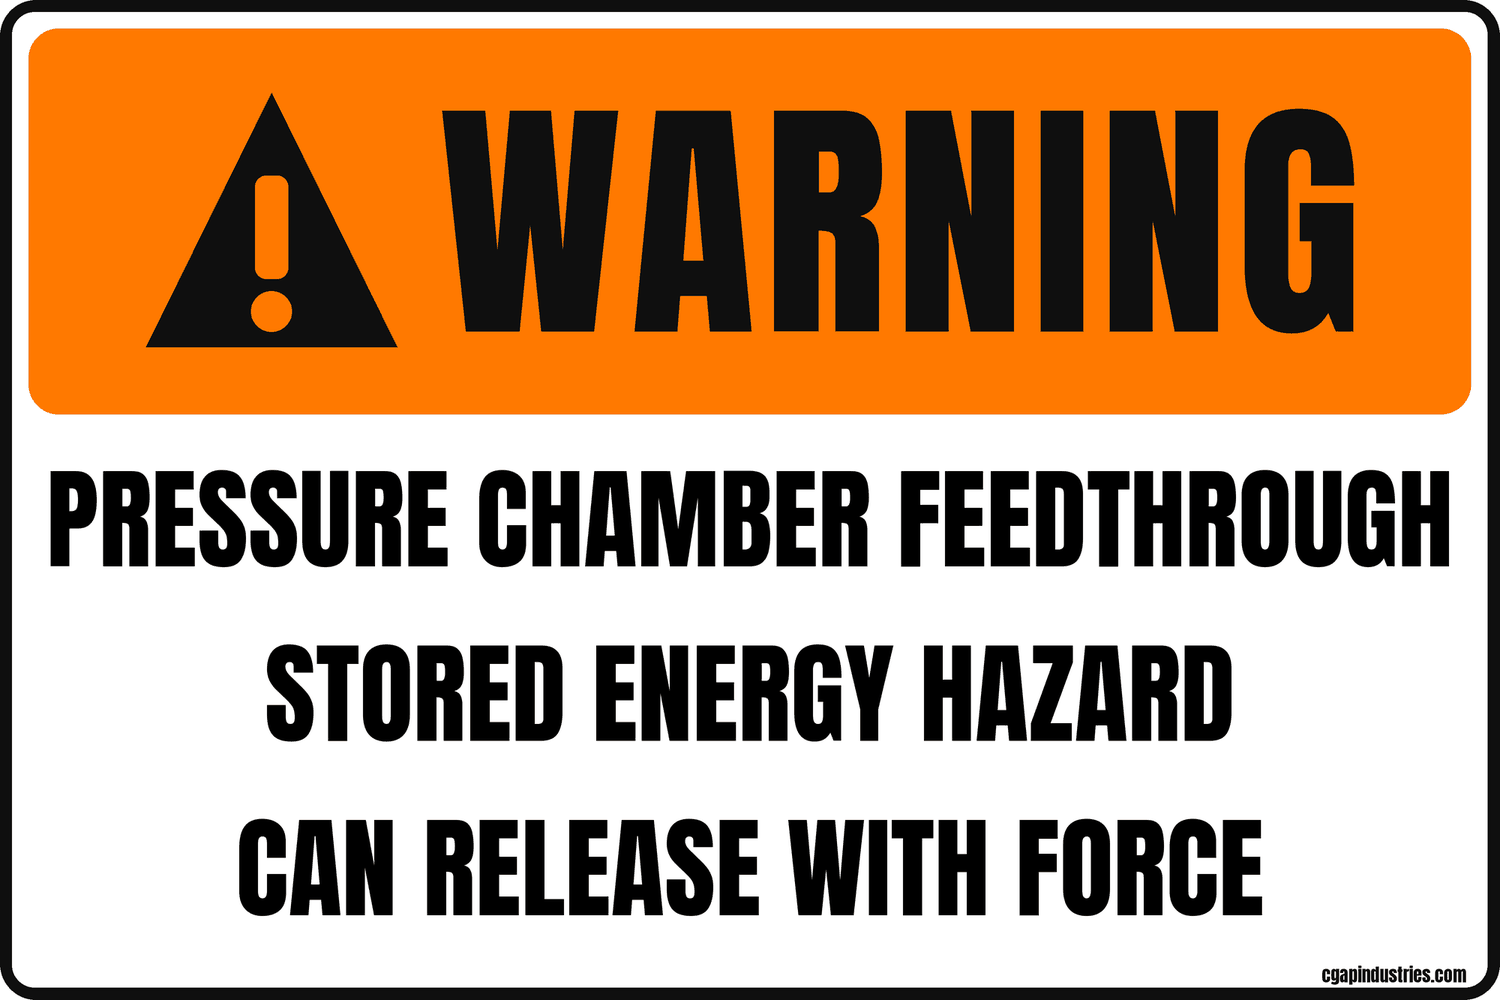 WARNING
PRESSURE CHAMBER FEEDTHROUGH
STORED ENERGY HAZARD
CAN RELEASE WITH FORCE
cgapindustries.com